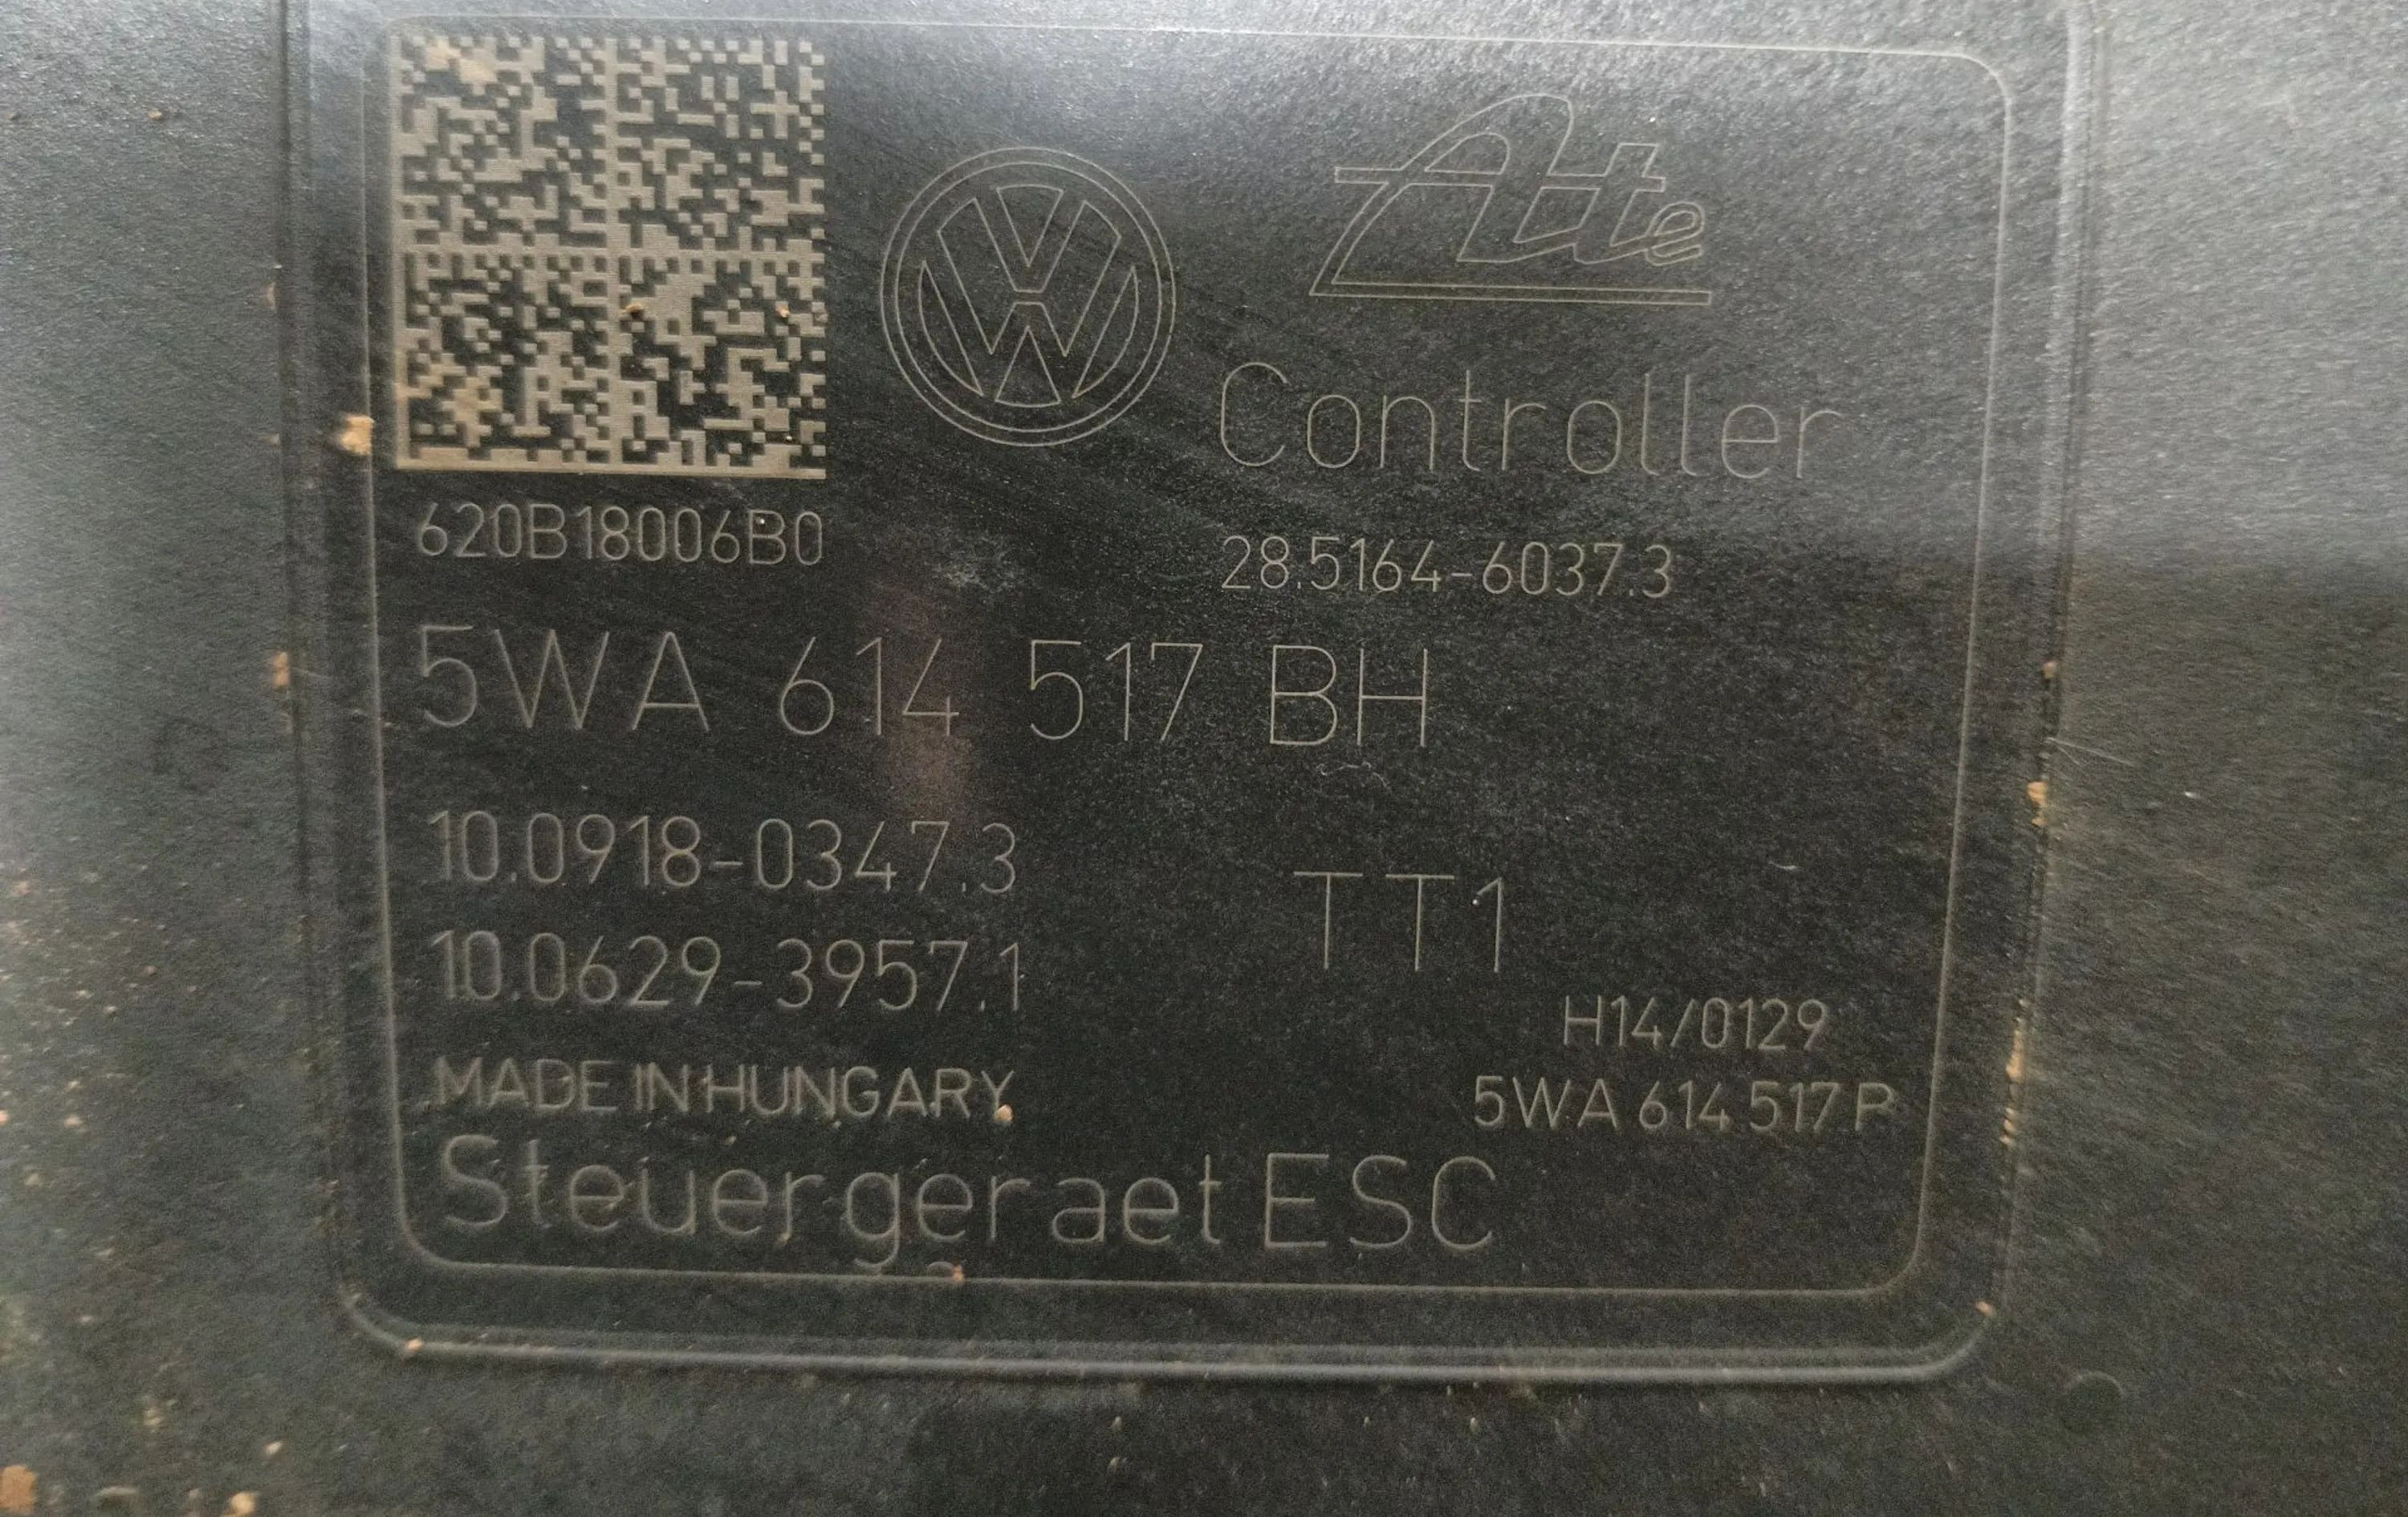 Ate
Controller
620B18006B0
28.5164-6037.3
5WA 614 517 BH
10.0918-0347.3
TT1
10.0629-3957.1
H14/0129
MADE IN HUNGARY
5WA 614 517 P
Steuergeraet ESC